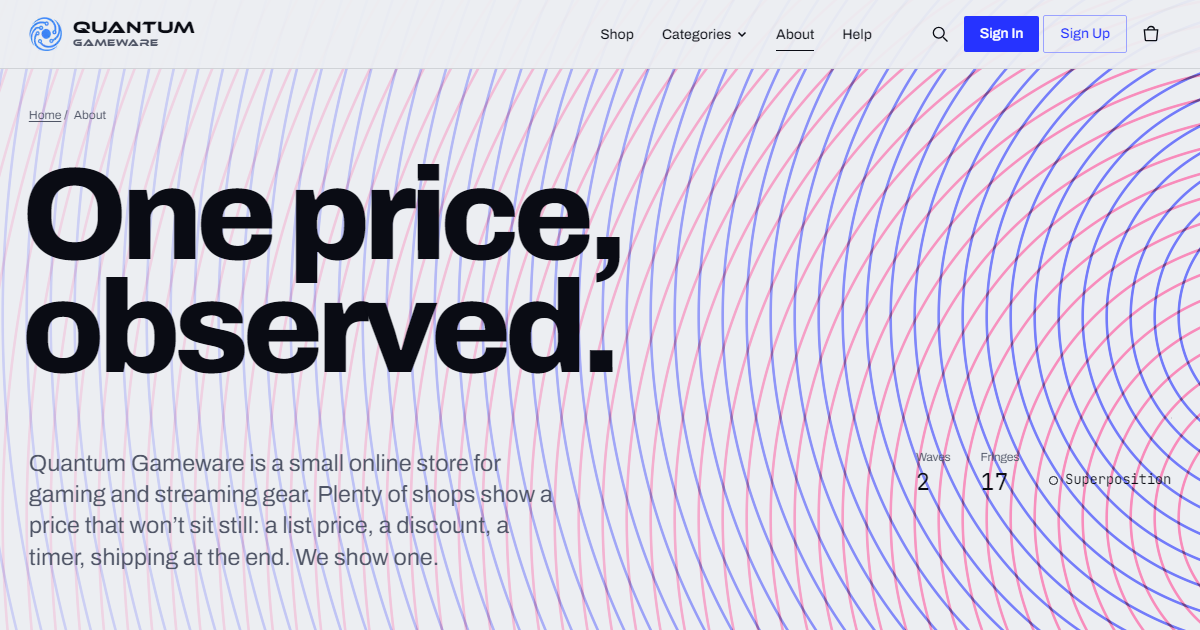 QUANTUM
GAMEWARE
Shop
Categories
About
Help
Sign In
Sign Up
Home / About
One price,
observed.
Quantum Gameware is a small online store for
gaming and streaming gear. Plenty of shops show a
price that won’t sit still: a list price, a discount, a
timer, shipping at the end. We show one.
Waves
2
Fringes
17
Superposition